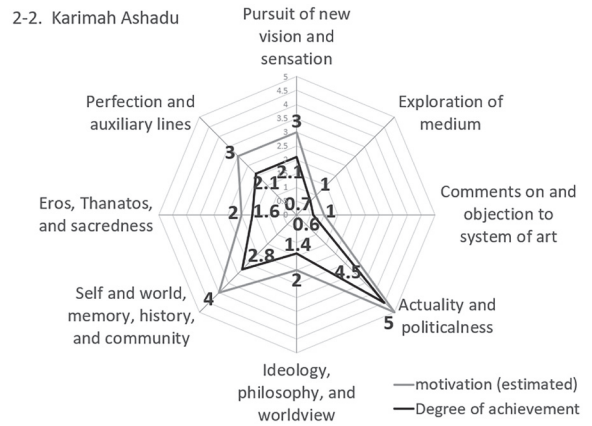 2-2. Karimah Ashadu
Pursuit of new
vision and
sensation
Perfection and
auxiliary lines
Exploration of
medium
5
4.5
4
3.5
3
3
2.5
3
2.1
2.1
1
0.7
1
Eros, Thanatos,
and sacredness
2
1.6
0.6
Comments on and
objection to
system of art
1.4
2.8
4.5
2
4
5
Self and world,
memory, history,
and community
Actuality and
politicalness
Ideology,
philosophy, and
worldview
motivation (estimated)
Degree of achievement